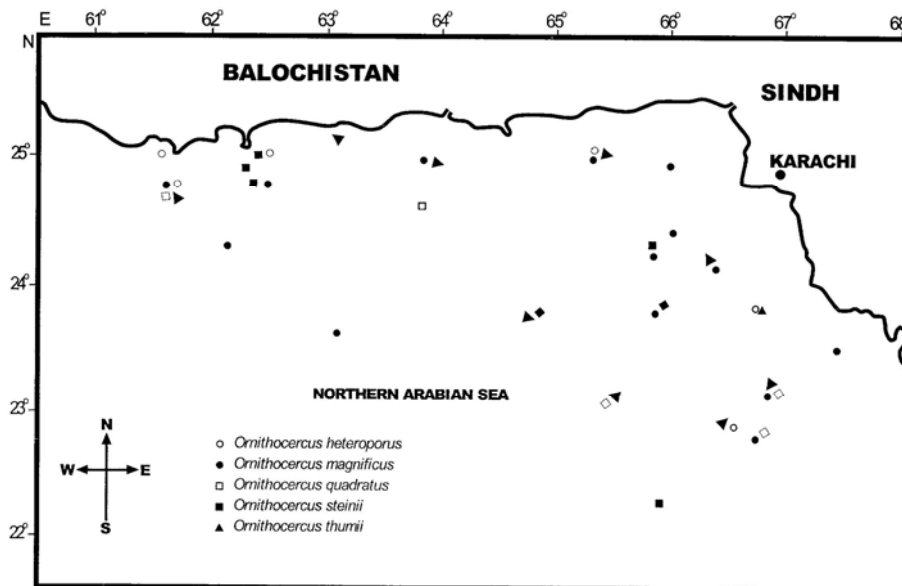 E 61° 62° 63° 64° 65° 66° 67° 68
N
BALOCHISTAN
SINDH
25°
KARACHI
24°
NORTHERN ARABIAN SEA
23°
N
W E
S
Ornithocercus heteroporus
Ornithocercus magnificus
Ornithocercus quadratus
Ornithocercus steinii
Ornithocercus thumii
22°